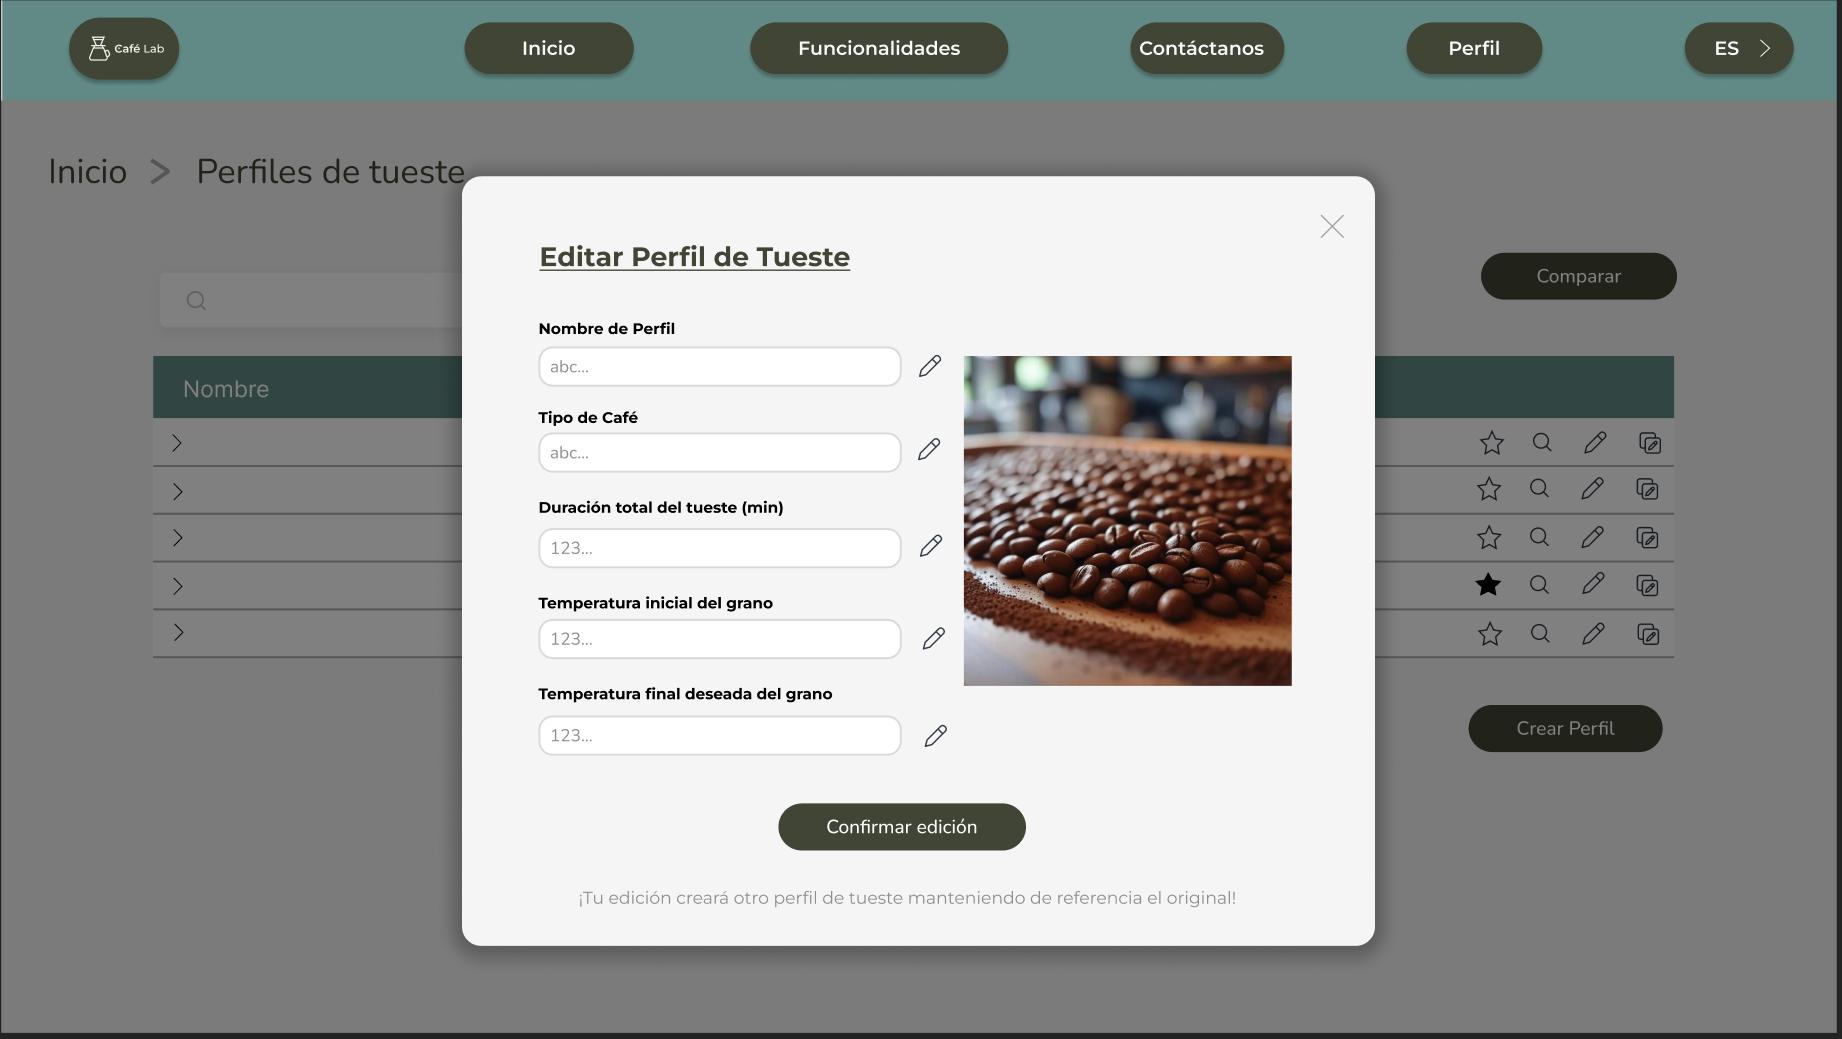 Café Lab
Inicio
Funcionalidades
Contáctanos
Perfil
ES
Inicio > Perfiles de tueste
Editar Perfil de Tueste
Comparar
Nombre de Perfil
abc...
Nombre
Tipo de Café
abc...
Duración total del tueste (min)
123...
Temperatura inicial del grano
123...
Temperatura final deseada del grano
123...
Crear Perfil
Confirmar edición
¡Tu edición creará otro perfil de tueste manteniendo de referencia el original!